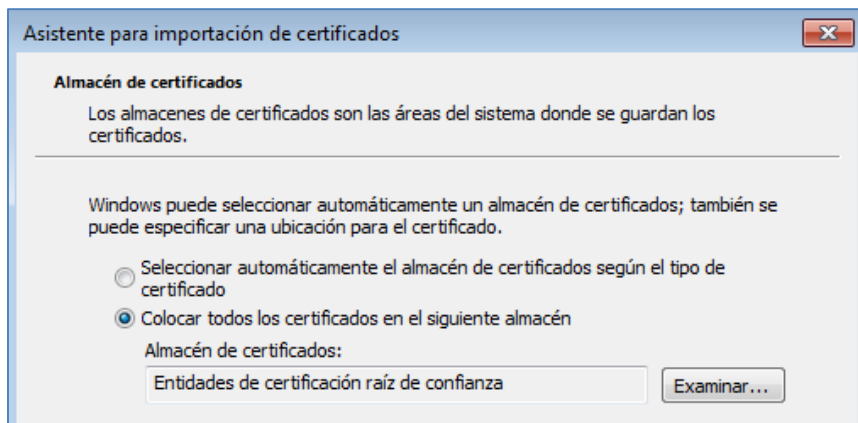 Asistente para importación de certificados
Almacén de certificados
Los almacenes de certificados son las áreas del sistema donde se guardan los
certificados.
Windows puede seleccionar automáticamente un almacén de certificados; también se
puede especificar una ubicación para el certificado.
Seleccionar automáticamente el almacén de certificados según el tipo de
certificado
Colocar todos los certificados en el siguiente almacén
Almacén de certificados:
Entidades de certificación raíz de confianza
Examinar...